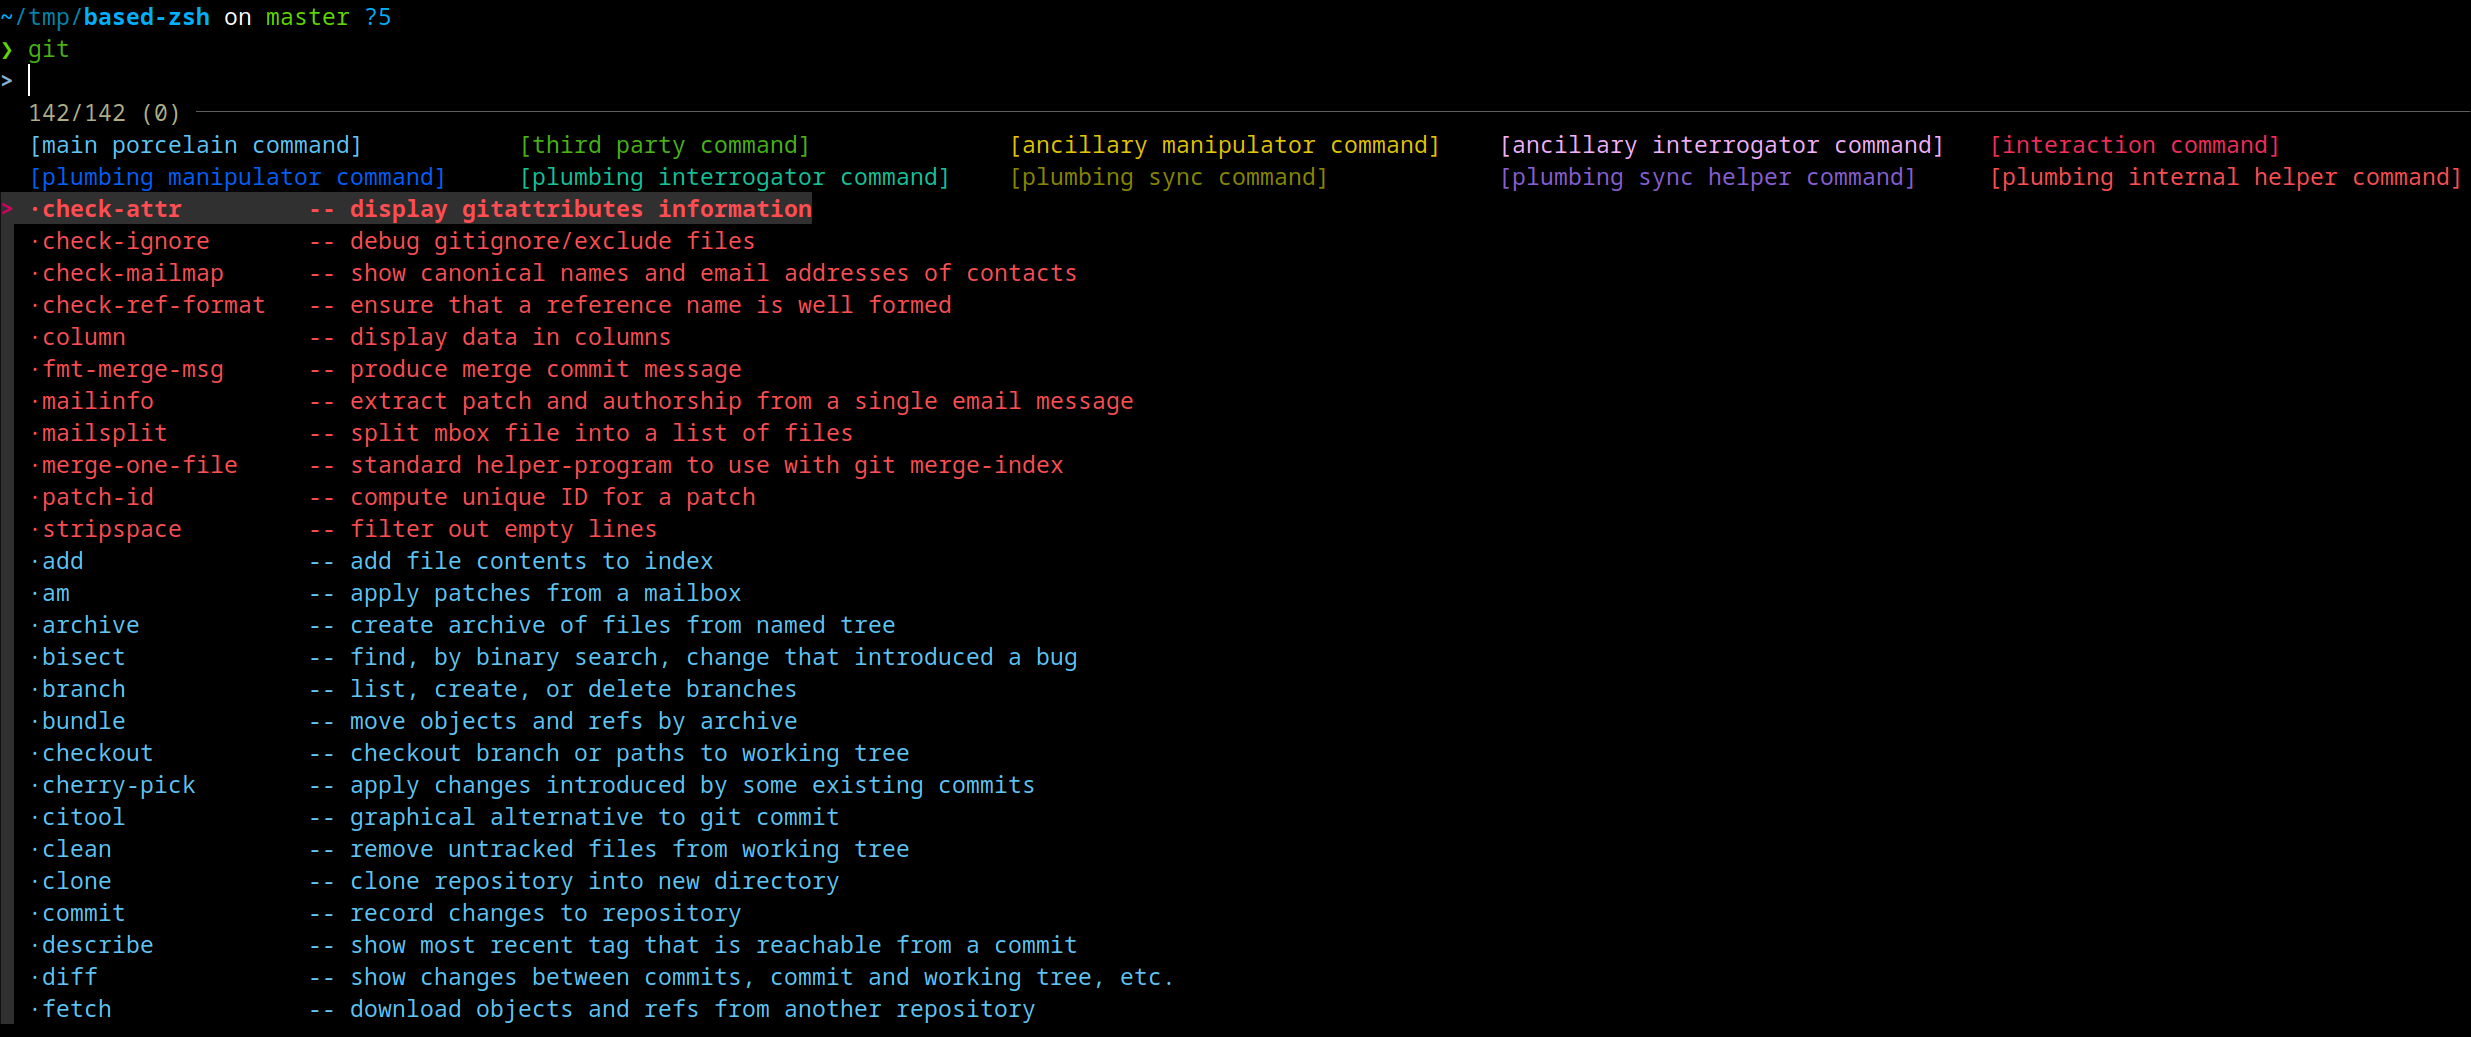 ~/tmp/based-zsh on master ?5
❯ git
>
142/142 (0)
[main porcelain command] [third party command] [ancillary manipulator command] [ancillary interrogator command] [interaction command]
[plumbing manipulator command] [plumbing interrogator command] [plumbing sync command] [plumbing sync helper command] [plumbing internal helper command]
> ·check-attr -- display gitattributes information
·check-ignore -- debug gitignore/exclude files
·check-mailmap -- show canonical names and email addresses of contacts
·check-ref-format -- ensure that a reference name is well formed
·column -- display data in columns
·fmt-merge-msg -- produce merge commit message
·mailinfo -- extract patch and authorship from a single email message
·mailsplit -- split mbox file into a list of files
·merge-one-file -- standard helper-program to use with git merge-index
·patch-id -- compute unique ID for a patch
·stripspace -- filter out empty lines
·add -- add file contents to index
·am -- apply patches from a mailbox
·archive -- create archive of files from named tree
·bisect -- find, by binary search, change that introduced a bug
·branch -- list, create, or delete branches
·bundle -- move objects and refs by archive
·checkout -- checkout branch or paths to working tree
·cherry-pick -- apply changes introduced by some existing commits
·citool -- graphical alternative to git commit
·clean -- remove untracked files from working tree
·clone -- clone repository into new directory
·commit -- record changes to repository
·describe -- show most recent tag that is reachable from a commit
·diff -- show changes between commits, commit and working tree, etc.
·fetch -- download objects and refs from another repository